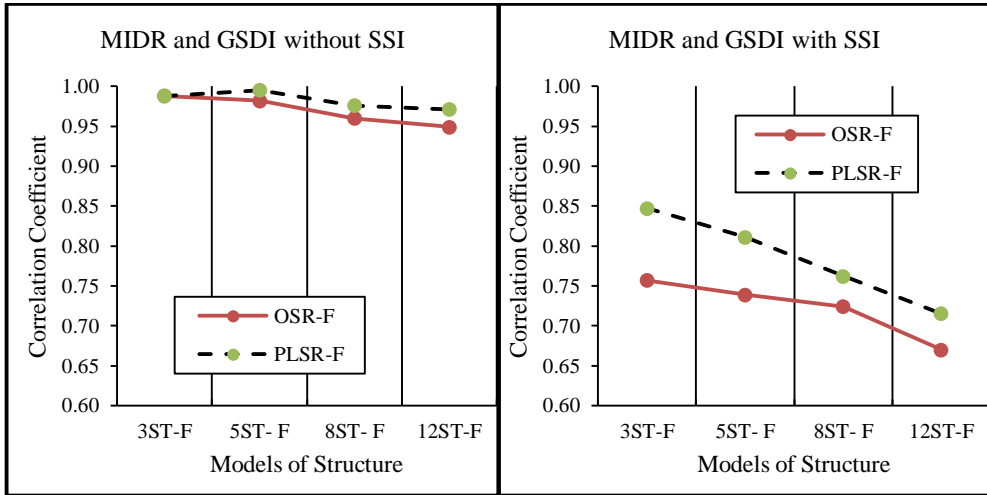 MIDR and GSDI without SSI
Correlation Coefficient
1.00
0.95
0.90
0.85
0.80
0.75
0.70
0.65
0.60
OSR-F
PLSR-F
3ST-F 5ST- F 8ST- F 12ST-F
Models of Structure
MIDR and GSDI with SSI
Correlation Coefficient
1.00
0.95
0.90
0.85
0.80
0.75
0.70
0.65
0.60
OSR-F
PLSR-F
3ST-F 5ST- F 8ST- F 12ST-F
Models of Structure